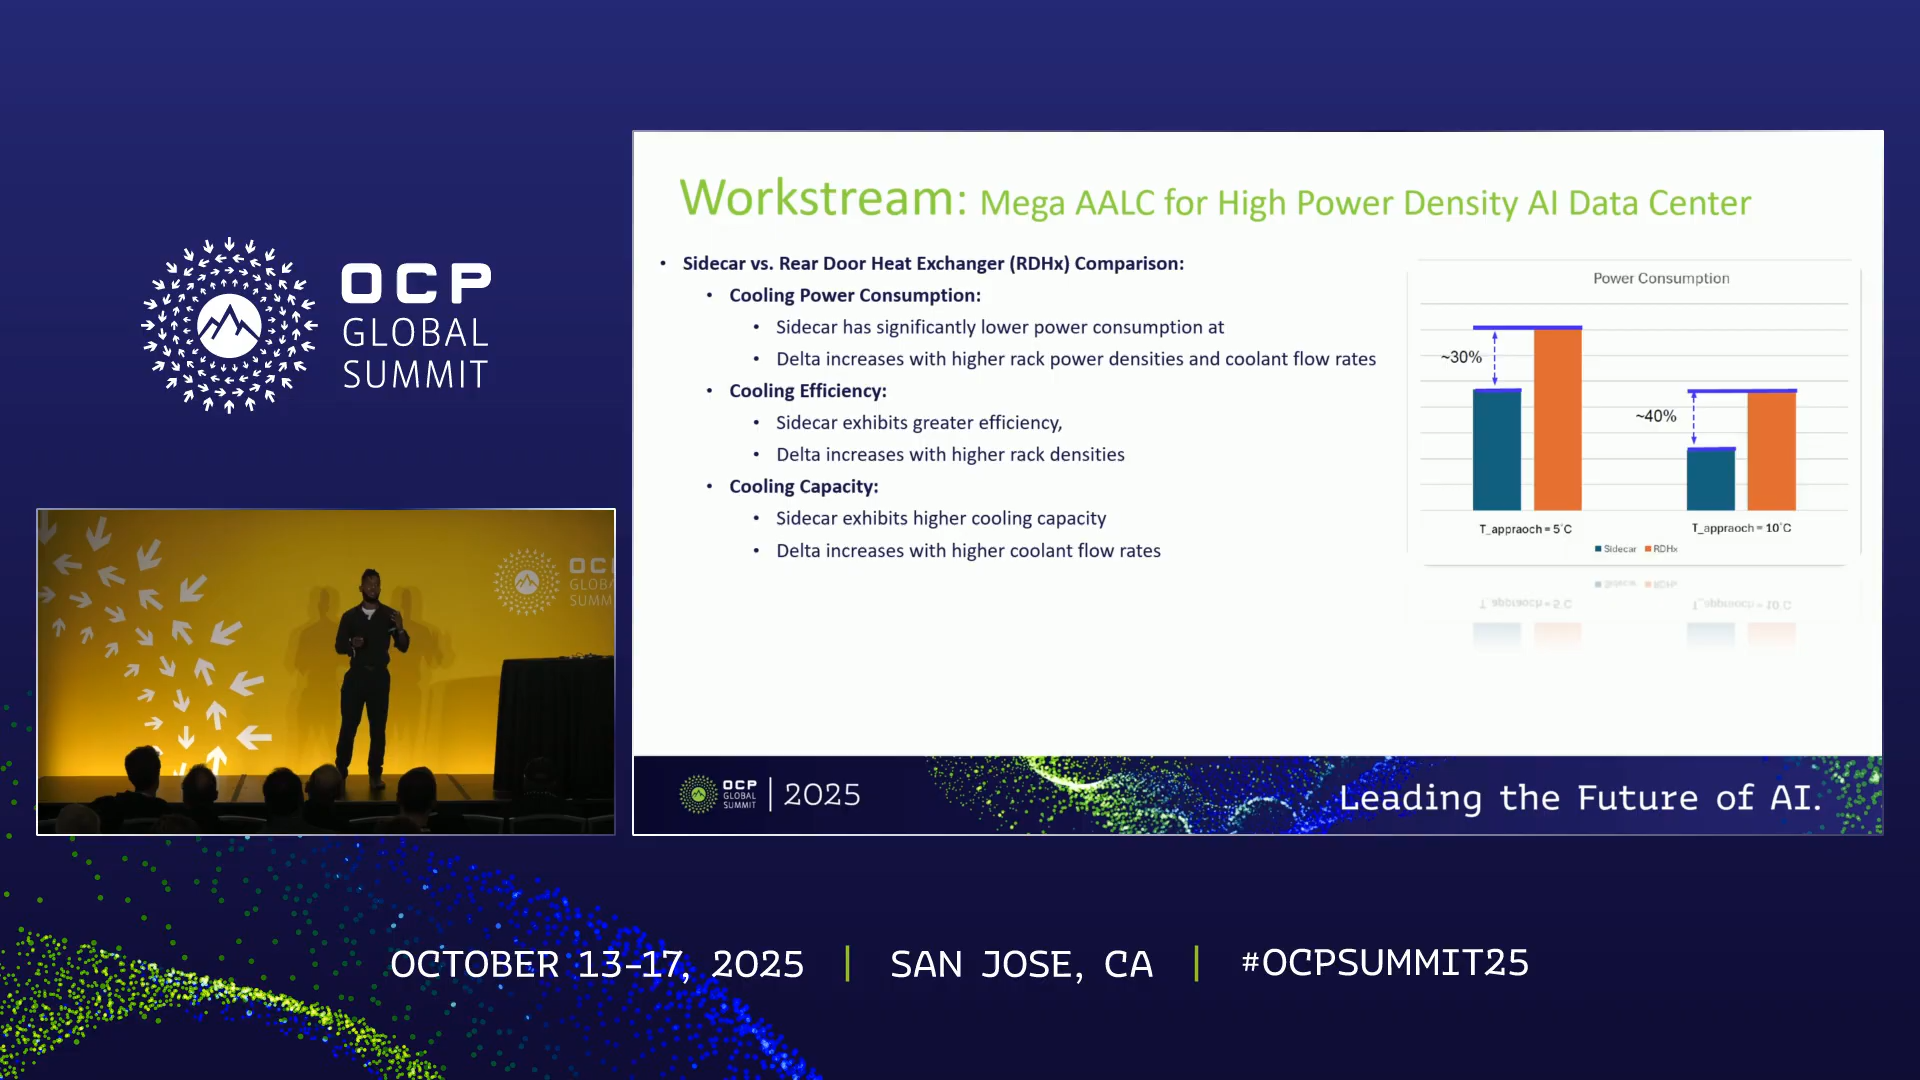 OCP
GLOBAL
SUMMIT
Workstream: Mega AALC for High Power Density AI Data Center
• Sidecar vs. Rear Door Heat Exchanger (RDHx) Comparison:
• Cooling Power Consumption:
• Sidecar has significantly lower power consumption at
• Delta increases with higher rack power densities and coolant flow rates
• Cooling Efficiency:
• Sidecar exhibits greater efficiency,
• Delta increases with higher rack densities
• Cooling Capacity:
• Sidecar exhibits higher cooling capacity
• Delta increases with higher coolant flow rates
Power Consumption
~30%
~40%
T_appraoch = 5°C
T_appraoch = 10°C
Sidecar RDHx
OCP
GLOBAL
SUMMIT
2025
Leading the Future of AI.
OC
GLOB
SUMM
OCTOBER 13-17, 2025 | SAN JOSE, CA | #OCPSUMMIT25